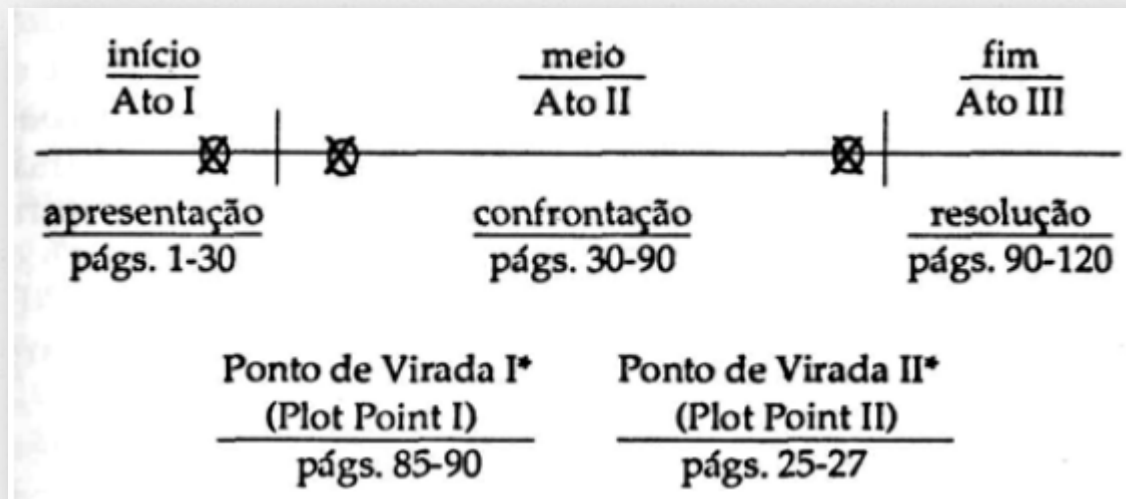 início
Ato I
meio
Ato II
fim
Ato III
apresentação
págs. 1-30
confrontação
págs. 30-90
resolução
págs. 90-120
Ponto de Virada I*
(Plot Point I)
págs. 85-90
Ponto de Virada II*
(Plot Point II)
págs. 25-27